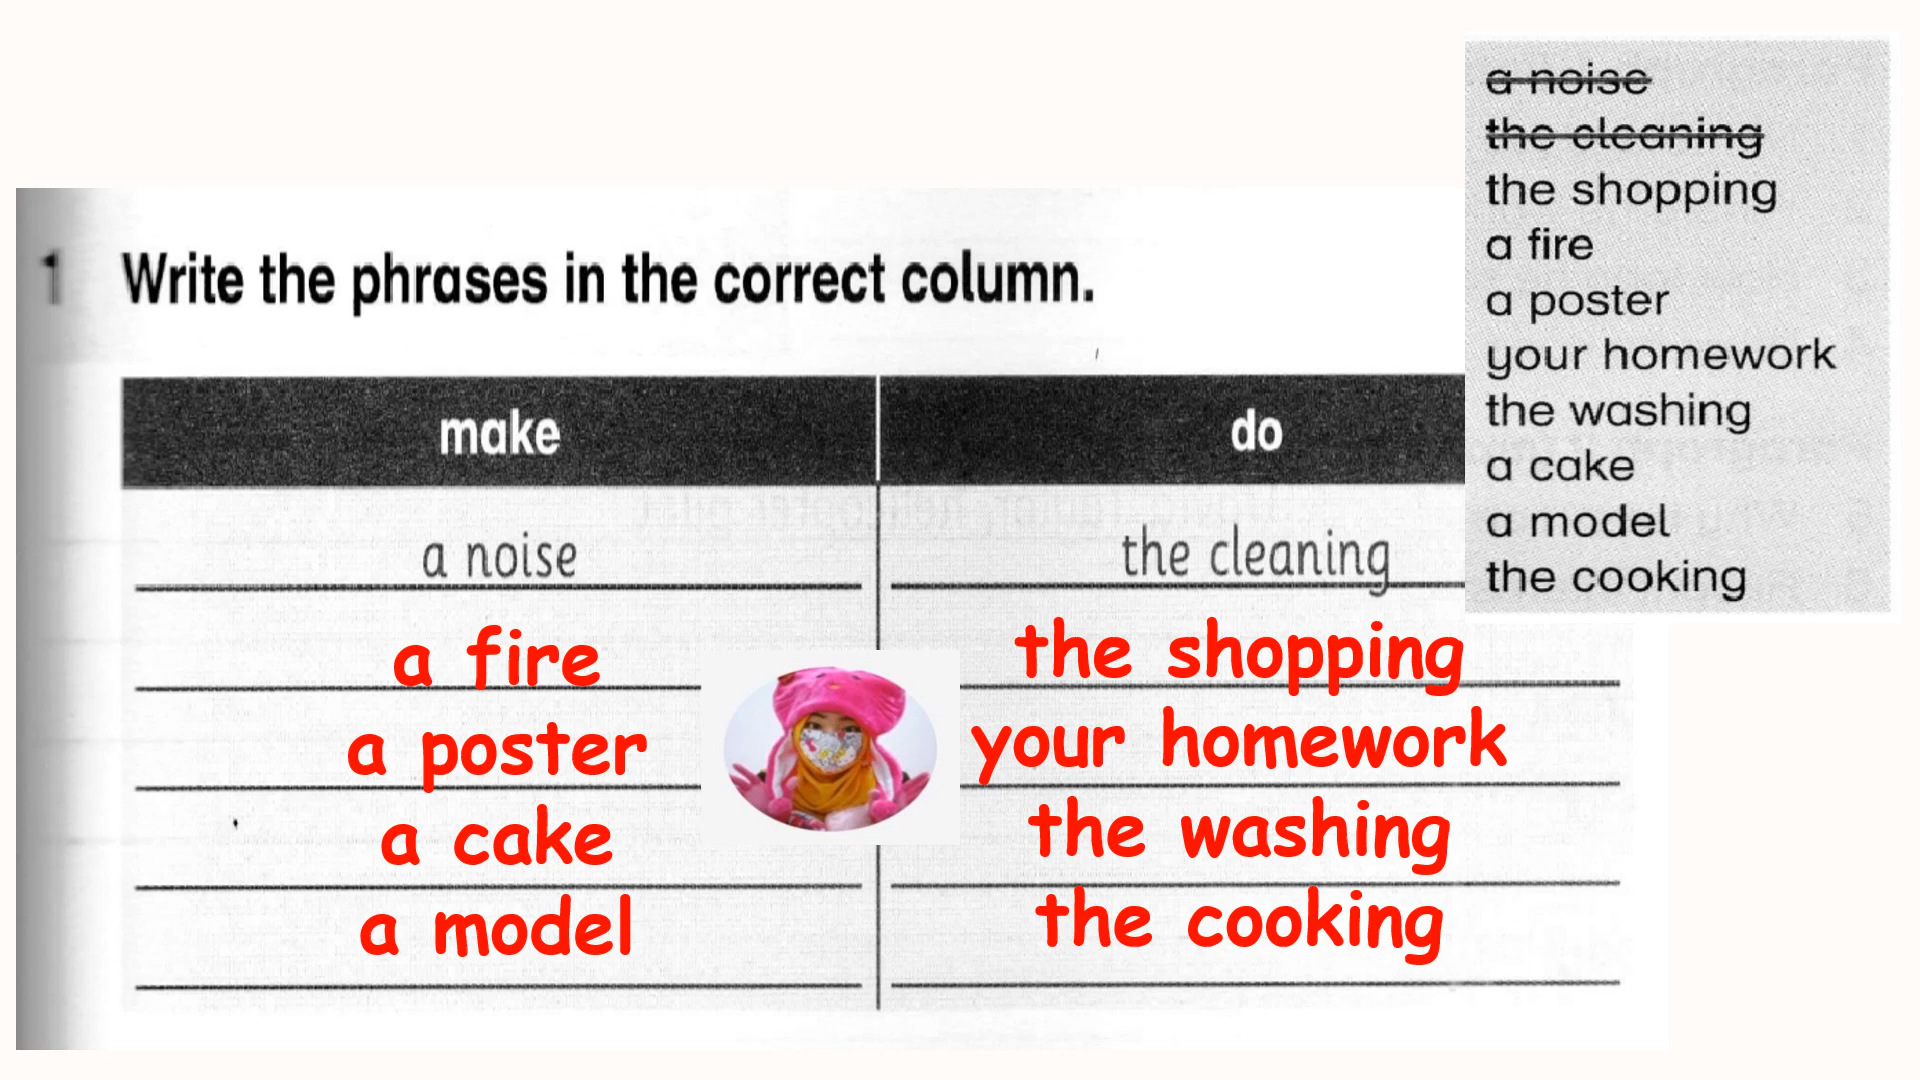 a noise
the cleaning
the shopping
a fire
a poster
your homework
the washing
a cake
a model
the cooking
1 Write the phrases in the correct column.
make do
a noise the cleaning
a fire the shopping
a poster your homework
a cake the washing
a model the cooking